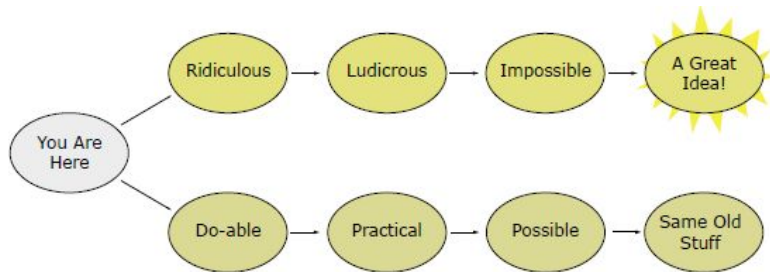 Ridiculous
Ludicrous
Impossible
A Great
Idea!
You Are
Here
Do-able
Practical
Possible
Same Old
Stuff